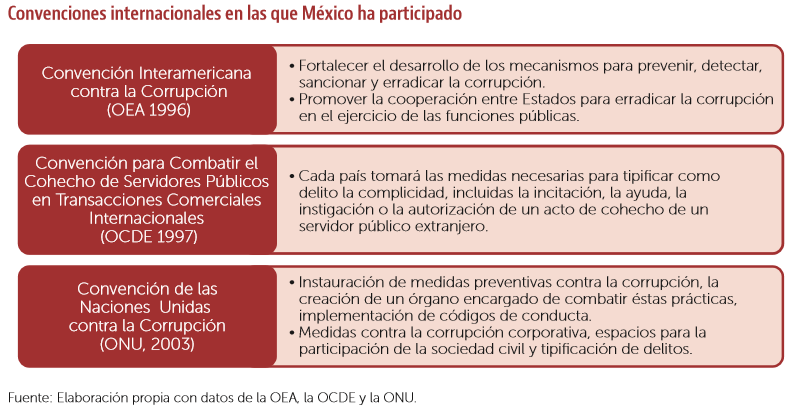 Convenciones internacionales en las que México ha participado
Convención Interamericana
contra la Corrupción
(OEA 1996)
• Fortalecer el desarrollo de los mecanismos para prevenir, detectar,
sancionar y erradicar la corrupción.
• Promover la cooperación entre Estados para erradicar la corrupción
en el ejercicio de las funciones públicas.
Convención para Combatir el
Cohecho de Servidores Públicos
en Transacciones Comerciales
Internacionales
(OCDE 1997)
• Cada país tomará las medidas necesarias para tipificar como
delito la complicidad, incluidas la incitación, la ayuda, la
instigación o la autorización de un acto de cohecho de un
servidor público extranjero.
Convención de las
Naciones Unidas
contra la Corrupción
(ONU, 2003)
• Instauración de medidas preventivas contra la corrupción, la
creación de un órgano encargado de combatir éstas prácticas,
implementación de códigos de conducta.
• Medidas contra la corrupción corporativa, espacios para la
participación de la sociedad civil y tipificación de delitos.
Fuente: Elaboración propia con datos de la OEA, la OCDE y la ONU.